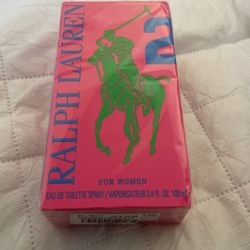 RALPH LAUREN
2
FOR WOMEN
EAU DE TOILETTE SPRAY / VAPORISATEUR 3.4 FL. OZ. 100 mL